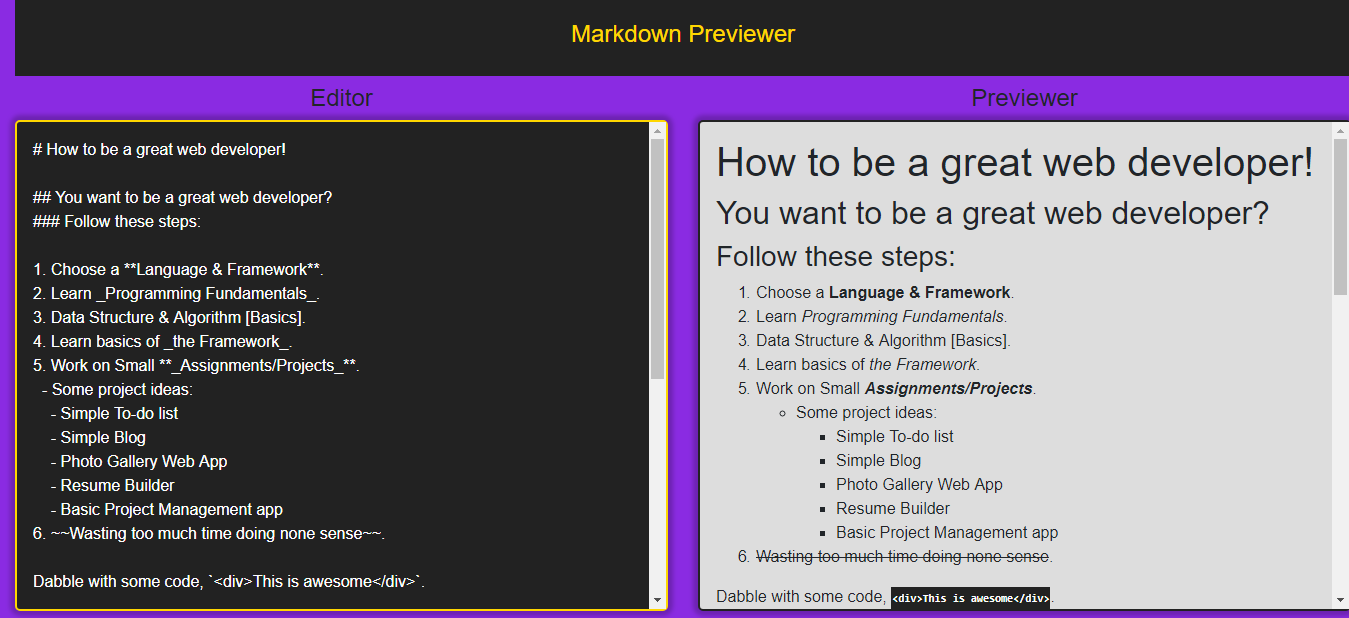 Markdown Previewer
Editor
# How to be a great web developer!
## You want to be a great web developer?
### Follow these steps:
1. Choose a **Language & Framework**.
2. Learn _Programming Fundamentals_.
3. Data Structure & Algorithm [Basics].
4. Learn basics of _the Framework_.
5. Work on Small **_Assignments/Projects_**.
- Some project ideas:
- Simple To-do list
- Simple Blog
- Photo Gallery Web App
- Resume Builder
- Basic Project Management app
6. ~~Wasting too much time doing none sense~~.
Dabble with some code, `<div>This is awesome</div>`.
Previewer
How to be a great web developer!
You want to be a great web developer?
Follow these steps:
1. Choose a Language & Framework.
2. Learn Programming Fundamentals.
3. Data Structure & Algorithm [Basics].
4. Learn basics of the Framework.
5. Work on Small Assignments/Projects.
Some project ideas:
Simple To-do list
Simple Blog
Photo Gallery Web App
Resume Builder
Basic Project Management app
6. Wasting too much time doing none sense.
Dabble with some code, <div>This is awesome</div>.